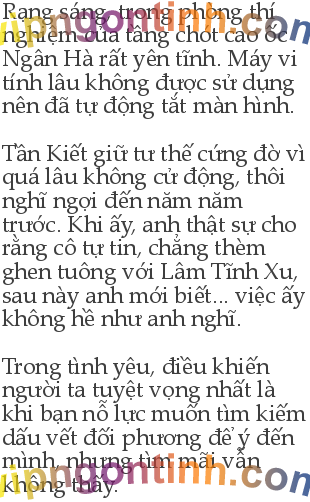 Rạng sáng, trong phòng thí
nghiệm của tầng chót cao ốc
Ngân Hà rất yên tĩnh. Máy vi
tính lâu không được sử dụng
nên đã tự động tắt màn hình.
Tần Kiết giữ tư thế cứng đờ vì
quá lâu không cử động, thôi
nghĩ ngợi đến năm năm
trước. Khi ấy, anh thật sự cho
rằng cô tự tin, chẳng thèm
ghen tuông với Lâm Tĩnh Xu,
sau này anh mới biết... việc ấy
không hề như anh nghĩ.
Trong tình yêu, điều khiến
người ta tuyệt vọng nhất là
khi bạn nỗ lực muốn tìm kiếm
dấu vết đối phương để ý đến
mình, nhưng tìm mãi vẫn
không thấy.
vipngontinh.com
vipngontinh.com